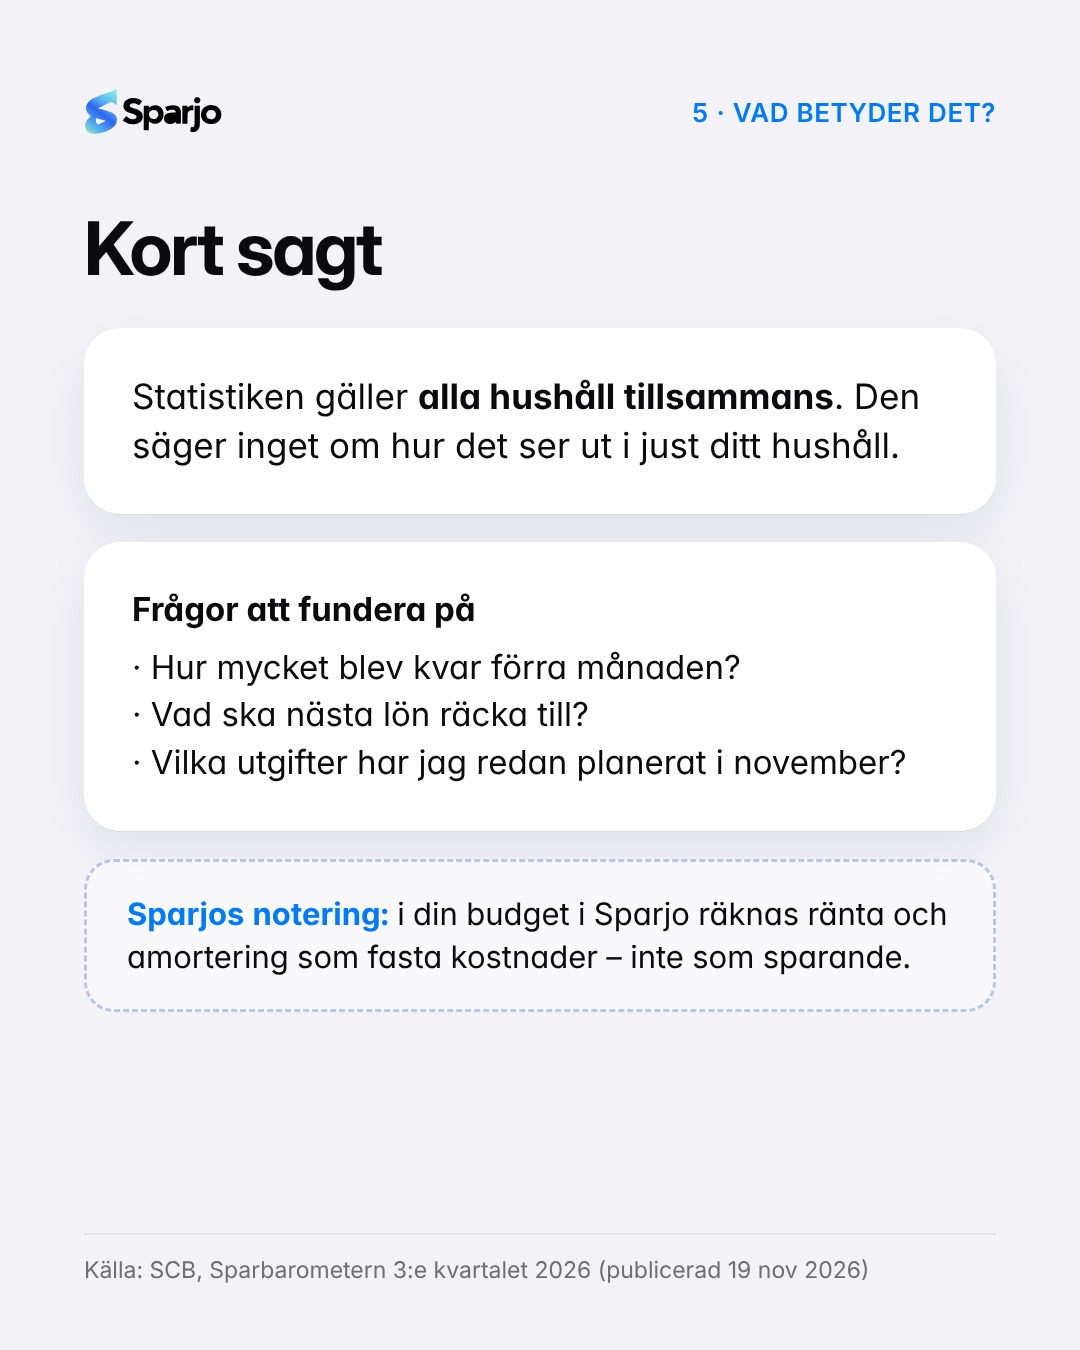 Sparjo
5 · VAD BETYDER DET?
Kort sagt
Statistiken gäller alla hushåll tillsammans. Den
säger inget om hur det ser ut i just ditt hushåll.
Frågor att fundera på
· Hur mycket blev kvar förra månaden?
· Vad ska nästa lön räcka till?
· Vilka utgifter har jag redan planerat i november?
Sparjos notering: i din budget i Sparjo räknas ränta och
amortering som fasta kostnader – inte som sparande.
Källa: SCB, Sparbarometern 3:e kvartalet 2026 (publicerad 19 nov 2026)